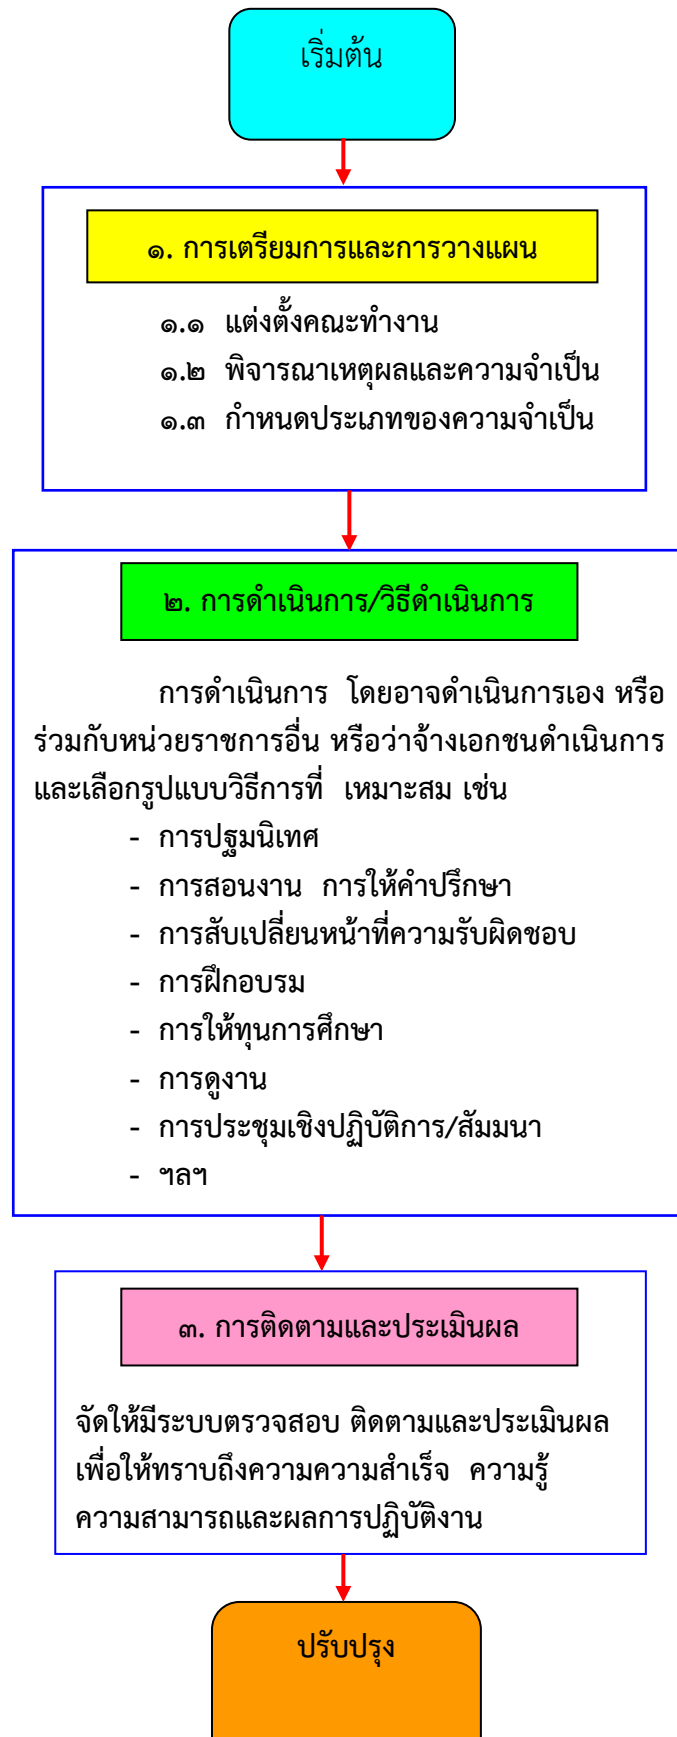 เริ่มต้น
๑. การเตรียมการและการวางแผน
๑.๑ แต่งตั้งคณะทำงาน
๑.๒ พิจารณาเหตุผลและความจำเป็น
๑.๓ กำหนดประเภทของความจำเป็น
๒. การดำเนินการ/วิธีดำเนินการ
การดำเนินการ โดยอาจดำเนินการเอง หรือ
ร่วมกับหน่วยราชการอื่น หรือว่าจ้างเอกชนดำเนินการ
และเลือกรูปแบบวิธีการที่ เหมาะสม เช่น
- การปฐมนิเทศ
- การสอนงาน การให้คำปรึกษา
- การสับเปลี่ยนหน้าที่ความรับผิดชอบ
- การฝึกอบรม
- การให้ทุนการศึกษา
- การดูงาน
- การประชุมเชิงปฏิบัติการ/สัมมนา
- ฯลฯ
๓. การติดตามและประเมินผล
จัดให้มีระบบตรวจสอบ ติดตามและประเมินผล
เพื่อให้ทราบถึงความความสำเร็จ ความรู้
ความสามารถและผลการปฏิบัติงาน
ปรับปรุง